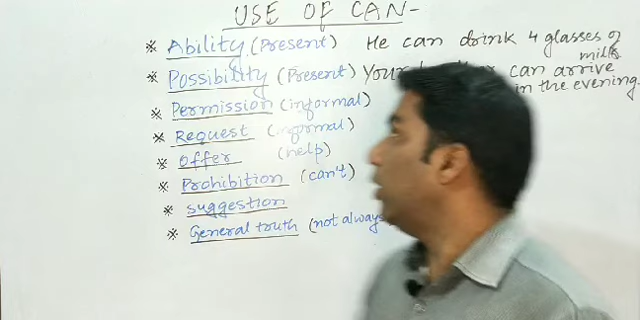 USE OF CAN-
* Ability (Present) He can drink 4 glasses of milk
* Possibility (Present) Your can arrive in the evening.
* Permission (informal)
* Request (informal)
* Offer (help)
* Prohibition (can't)
* suggestion
* General truth (not always